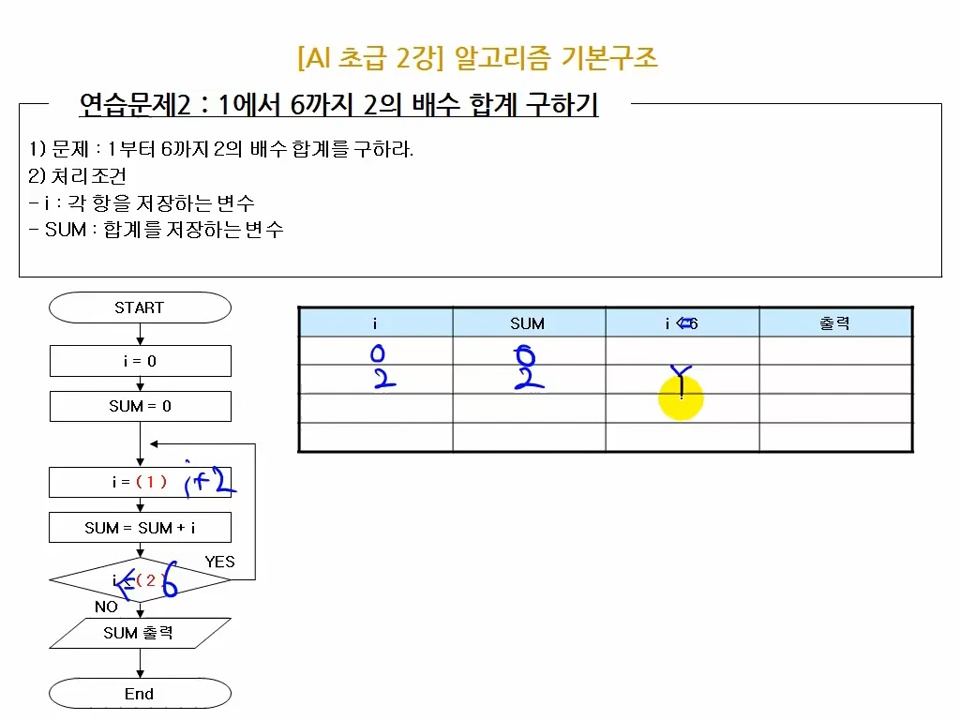 [AI 초급 2강] 알고리즘 기본구조
연습문제2 : 1에서 6까지 2의 배수 합계 구하기
1) 문제 : 1부터 6까지 2의 배수 합계를 구하라.
2) 처리조건
- i : 각 항을 저장하는 변수
- SUM : 합계를 저장하는 변수
START
i = 0
SUM = 0
i = ( 1 ) i+2
SUM = SUM + i
YES
i <= ( 2 ) 6
NO
SUM 출력
End
i SUM i <= 6 출력
0 0
2 2 Y